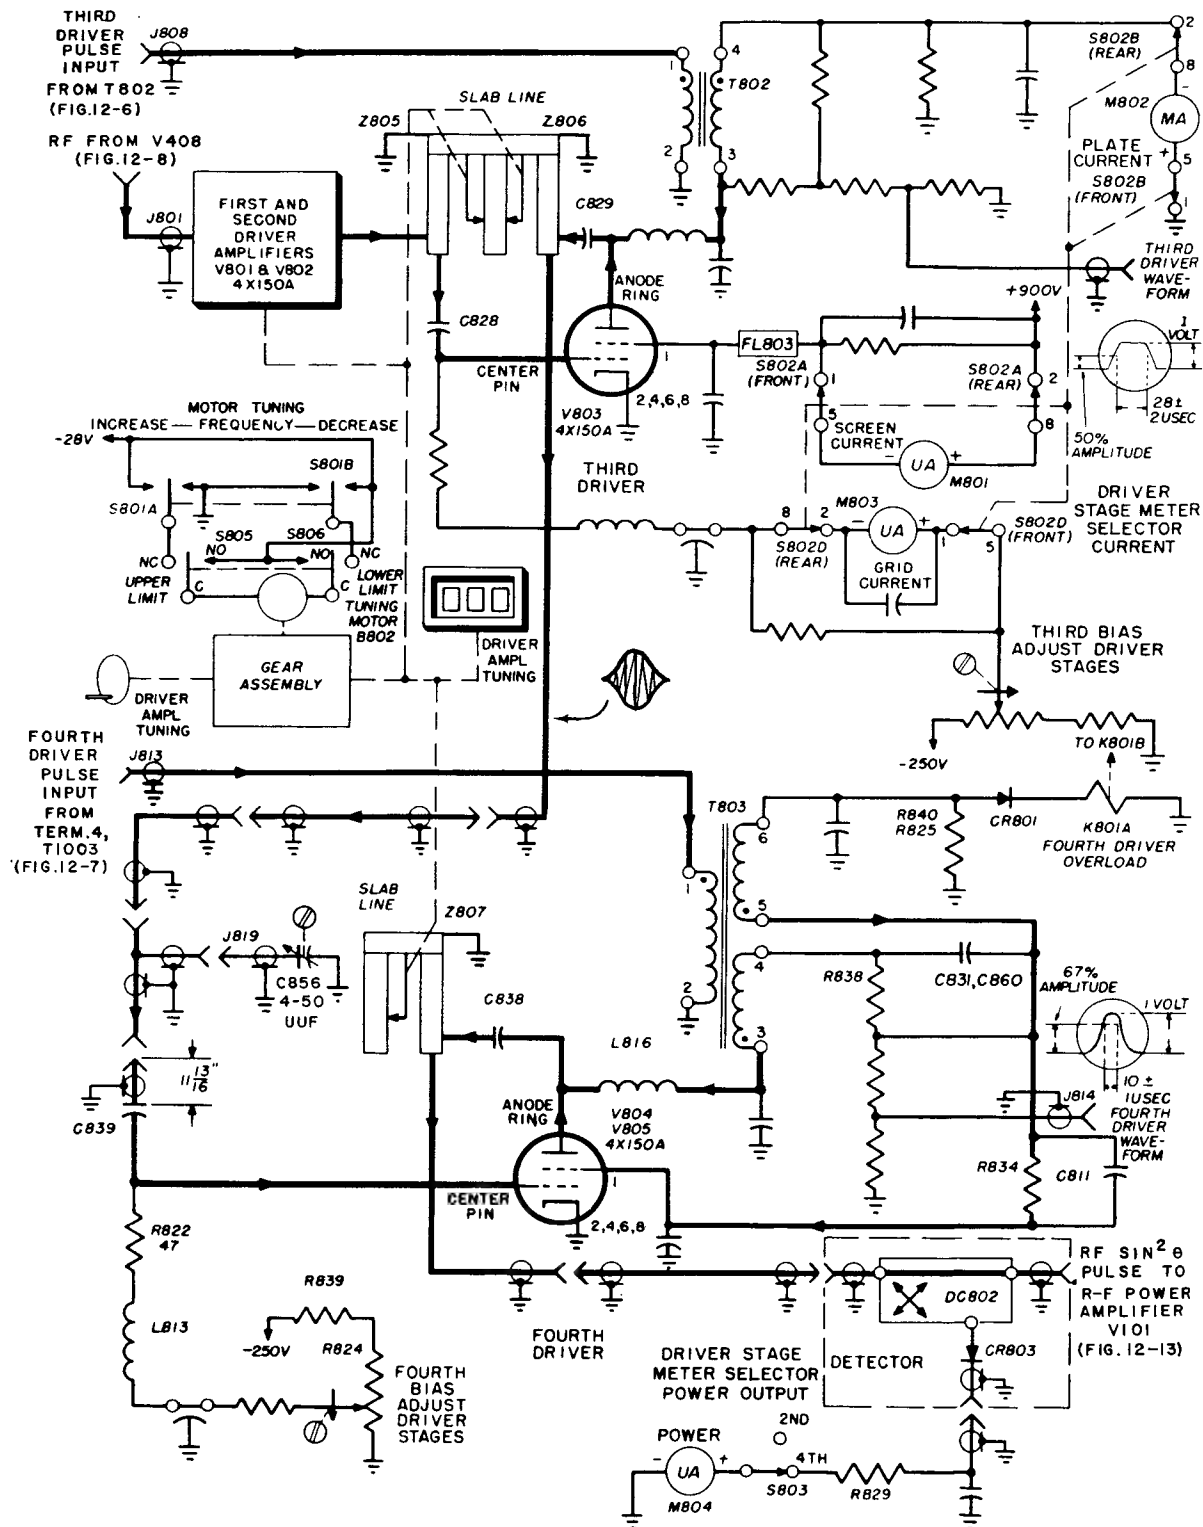 THIRD
DRIVER
PULSE
INPUT
FROM T802
(FIG.12-6)
J808
RF FROM V408
(FIG.12-8)
J801
FIRST AND
SECOND
DRIVER
AMPLIFIERS
V801 & V802
4X150A
SLAB LINE
Z805
Z806
C829
C828
1
2
4
3
T802
S802B
(REAR)
2
8
-
M802
MA
PLATE
CURRENT
+
5
S802B
(FRONT)
1
THIRD
DRIVER
WAVE-
FORM
ANODE
RING
CENTER
PIN
1
2,4,6,8
V803
4X150A
THIRD
DRIVER
FL803
S802A
(FRONT)
1
5
SCREEN
CURRENT
-
UA
+
M801
+900V
S802A
(REAR)
2
8
1
VOLT
28±
2USEC
50%
AMPLITUDE
MOTOR TUNING
INCREASE—FREQUENCY—DECREASE
-28V
S801B
S801A
S805
S806
NO
NO
NC
NC
UPPER
LIMIT
C
C
LOWER
LIMIT
TUNING
MOTOR
B802
GEAR
ASSEMBLY
DRIVER
AMPL
TUNING
DRIVER
AMPL
TUNING
8
2
S802D
(REAR)
M803
-
UA
+
GRID
CURRENT
1
5
S802D
(FRONT)
DRIVER
STAGE METER
SELECTOR
CURRENT
THIRD BIAS
ADJUST DRIVER
STAGES
-250V
TO K801B
FOURTH
DRIVER
PULSE
INPUT
FROM
TERM.4,
T1003
(FIG.12-7)
J813
T803
1
2
6
5
4
3
R840
R825
CR801
K801A
FOURTH DRIVER
OVERLOAD
SLAB
LINE
Z807
J819
C856
4-50
UUF
11 13/16"
C839
C838
L816
ANODE
RING
V804
V805
4X150A
CENTER
PIN
1
2,4,6,8
R838
C831,C860
67%
AMPLITUDE
1 VOLT
10 ±
1USEC
J814
FOURTH
DRIVER
WAVE-
FORM
R834
C811
R822
47
L813
R839
-250V
R824
FOURTH
BIAS
ADJUST
DRIVER
STAGES
FOURTH
DRIVER
DC802
CR803
DETECTOR
RF SIN² θ
PULSE TO
R-F POWER
AMPLIFIER
V101
(FIG.12-13)
DRIVER STAGE
METER SELECTOR
POWER OUTPUT
POWER
-
UA
+
M804
2ND
4TH
S803
R829